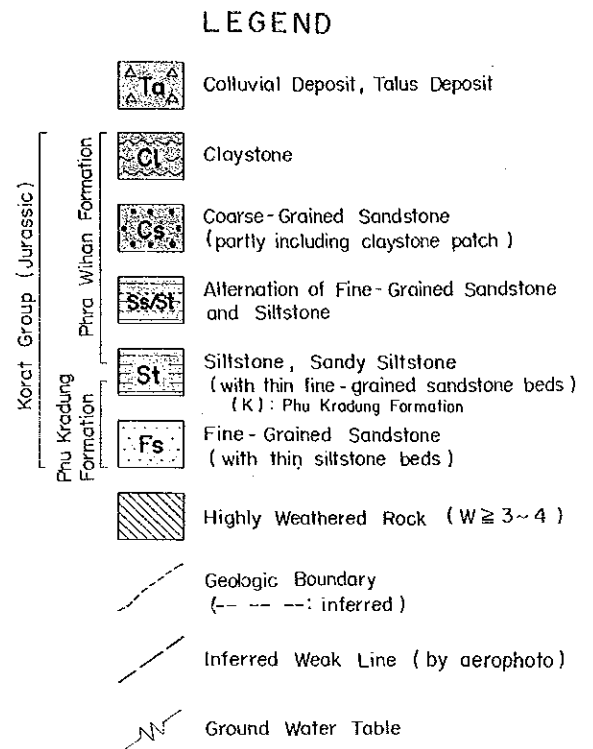 LEGEND
Ta Colluvial Deposit, Talus Deposit
Korat Group (Jurassic)
Phra Wihan Formation
Cl Claystone
Cs Coarse-Grained Sandstone
(partly including claystone patch)
Ss/St Alternation of Fine-Grained Sandstone
and Siltstone
St Siltstone, Sandy Siltstone
(with thin fine-grained sandstone beds)
(K): Phu Kradung Formation
Phu Kradung
Formation
Fs Fine-Grained Sandstone
(with thin siltstone beds)
Highly Weathered Rock (W ≧ 3~4)
Geologic Boundary
(-- -- --: inferred)
Inferred Weak Line (by aerophoto)
Ground Water Table